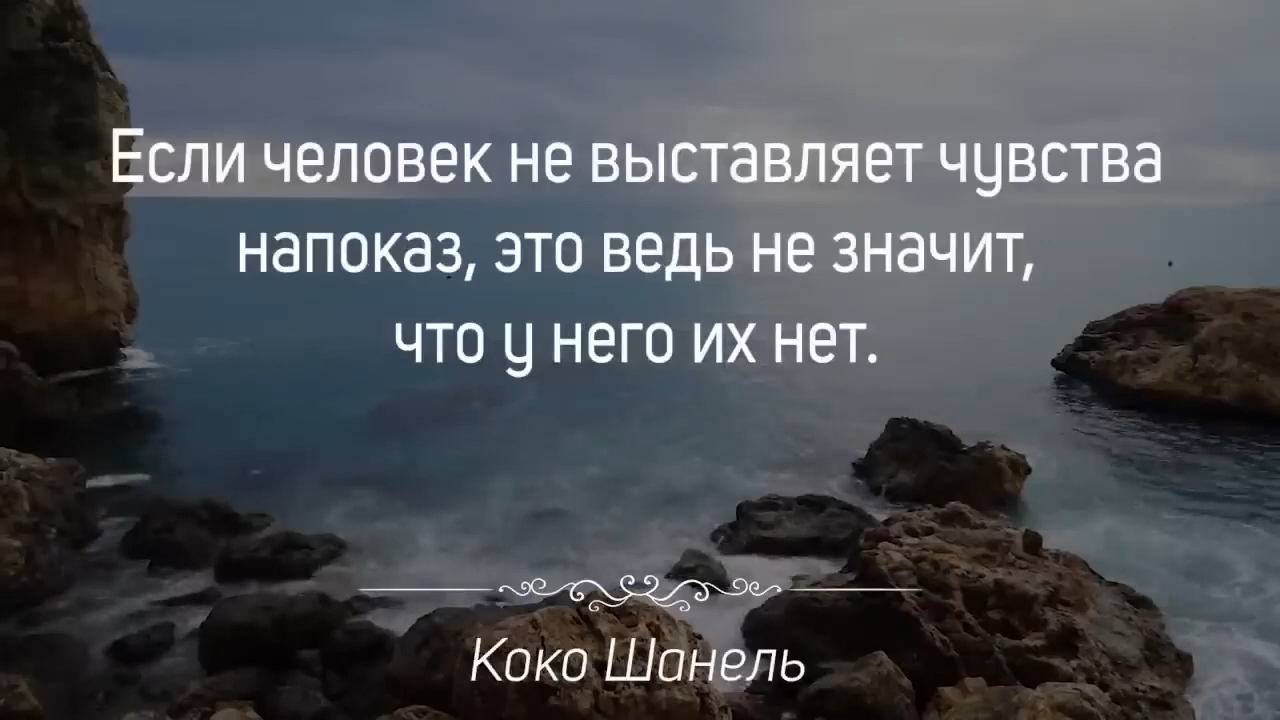 Если человек не выставляет чувства
напоказ, это ведь не значит,
что у него их нет.
Коко Шанель